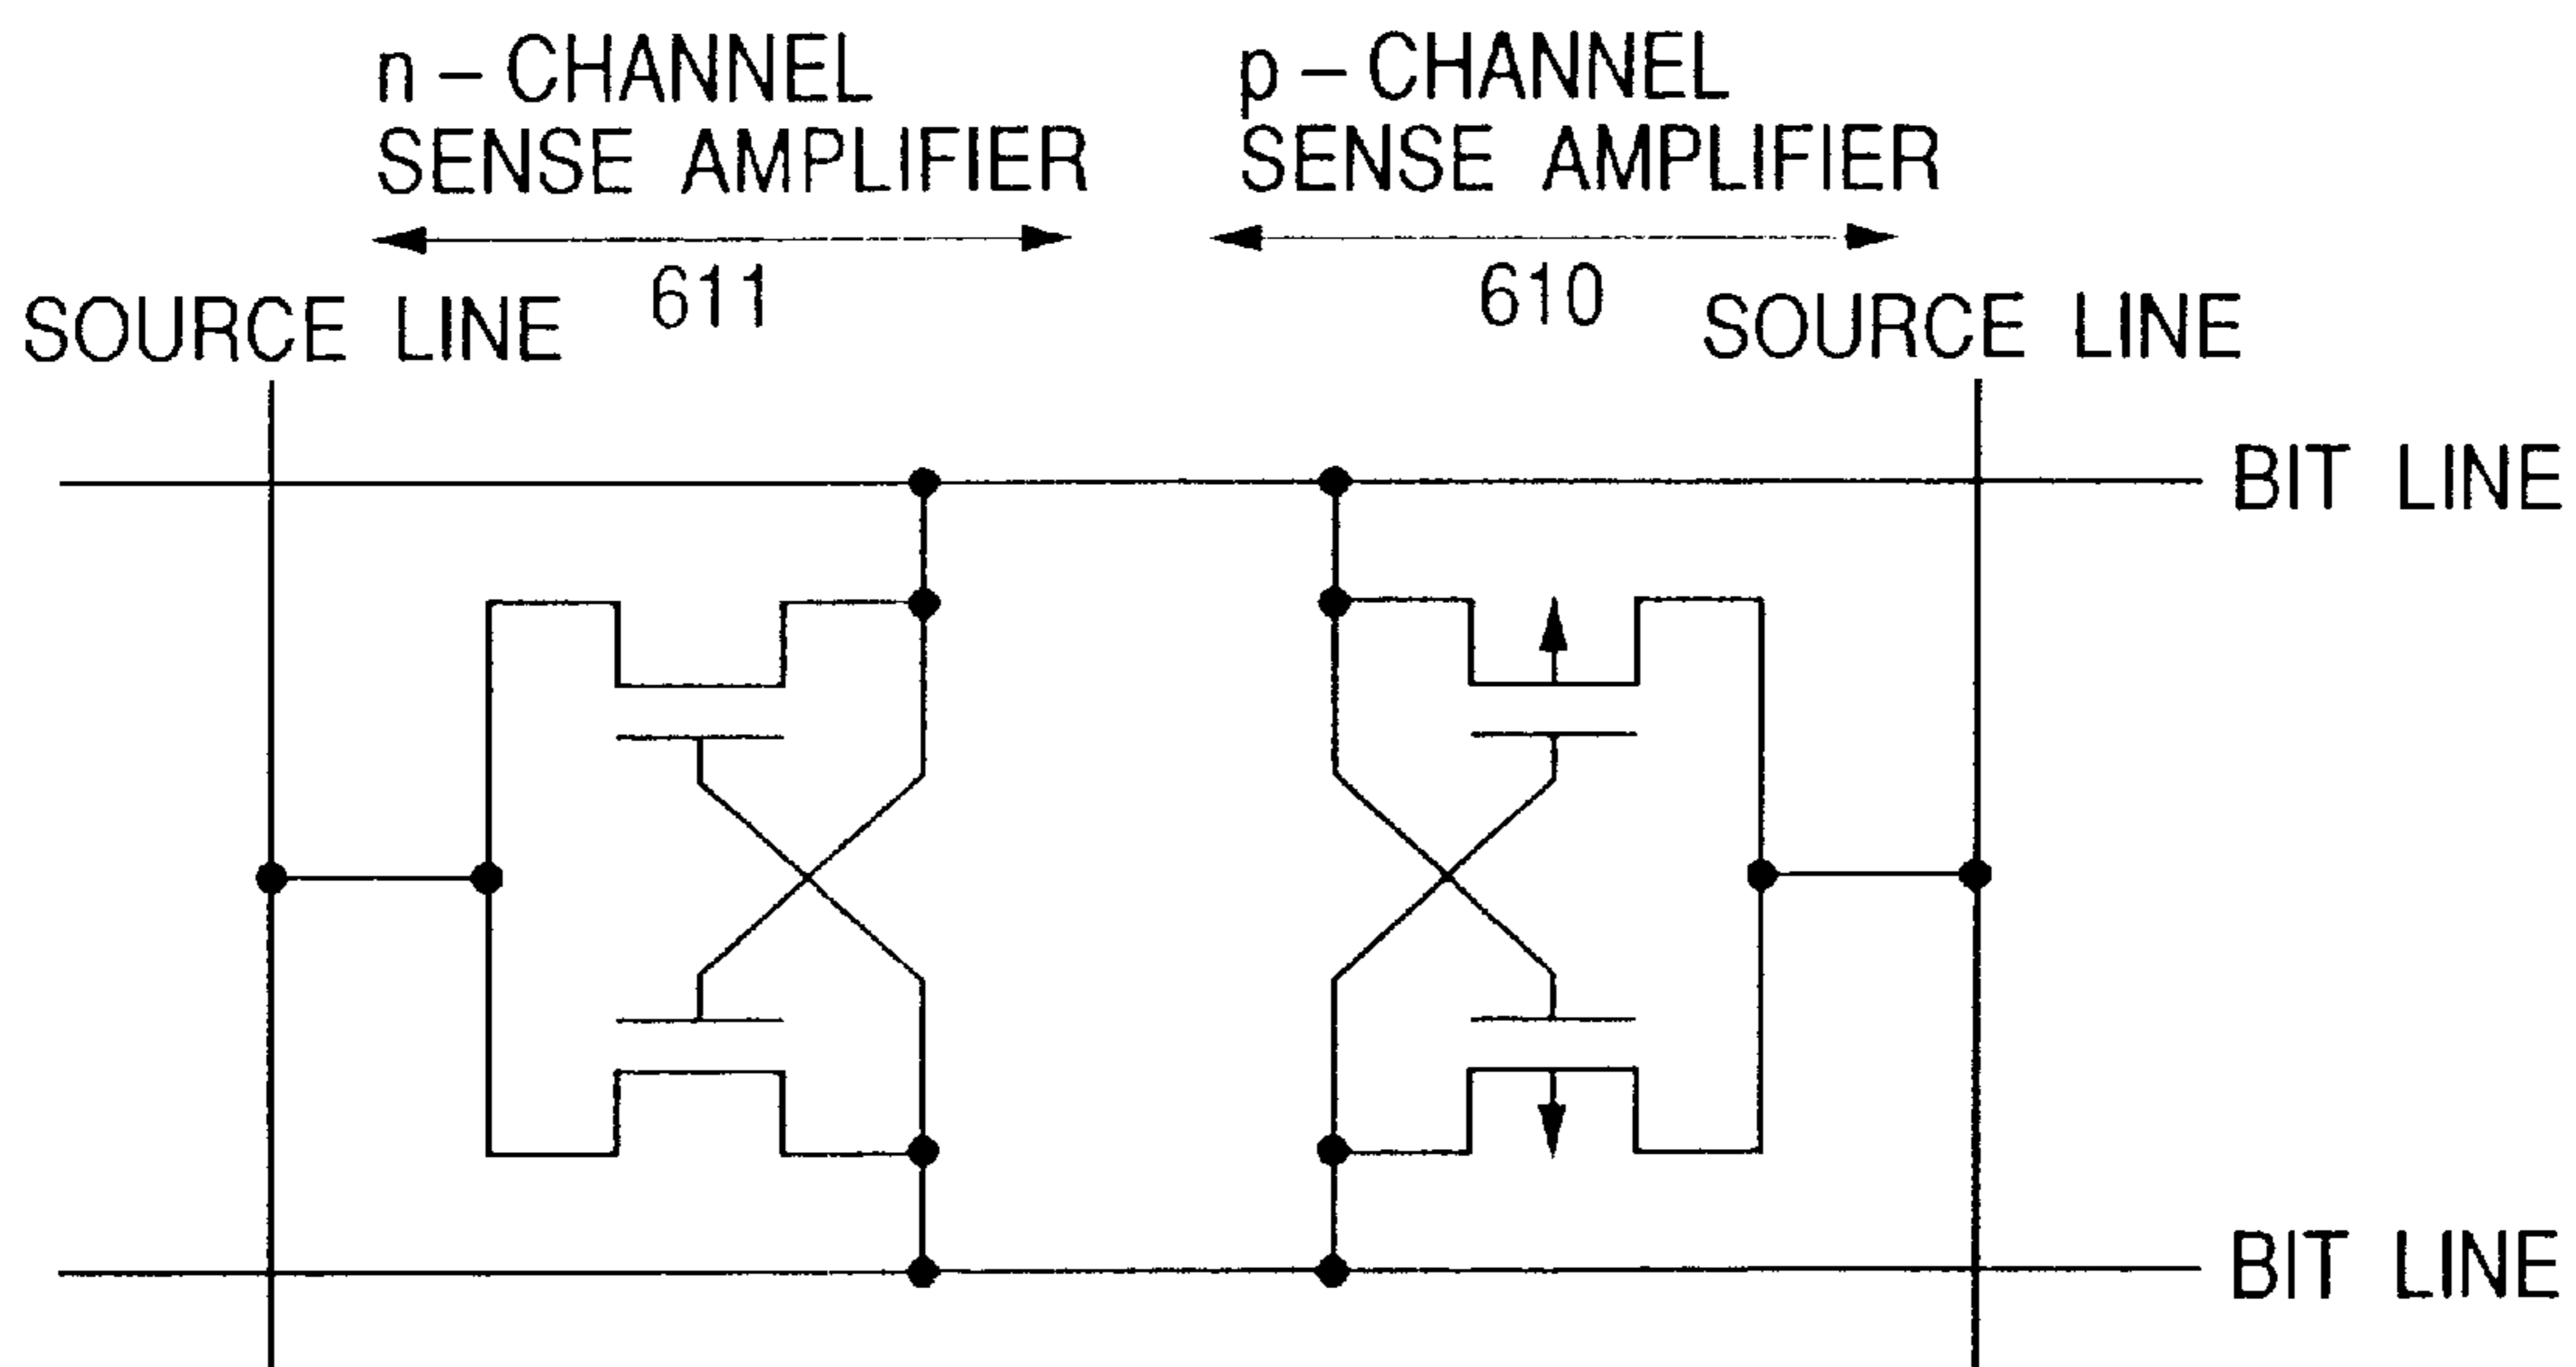 n – CHANNEL
SENSE AMPLIFIER
p – CHANNEL
SENSE AMPLIFIER
611
610
SOURCE LINE
SOURCE LINE
BIT LINE
BIT LINE